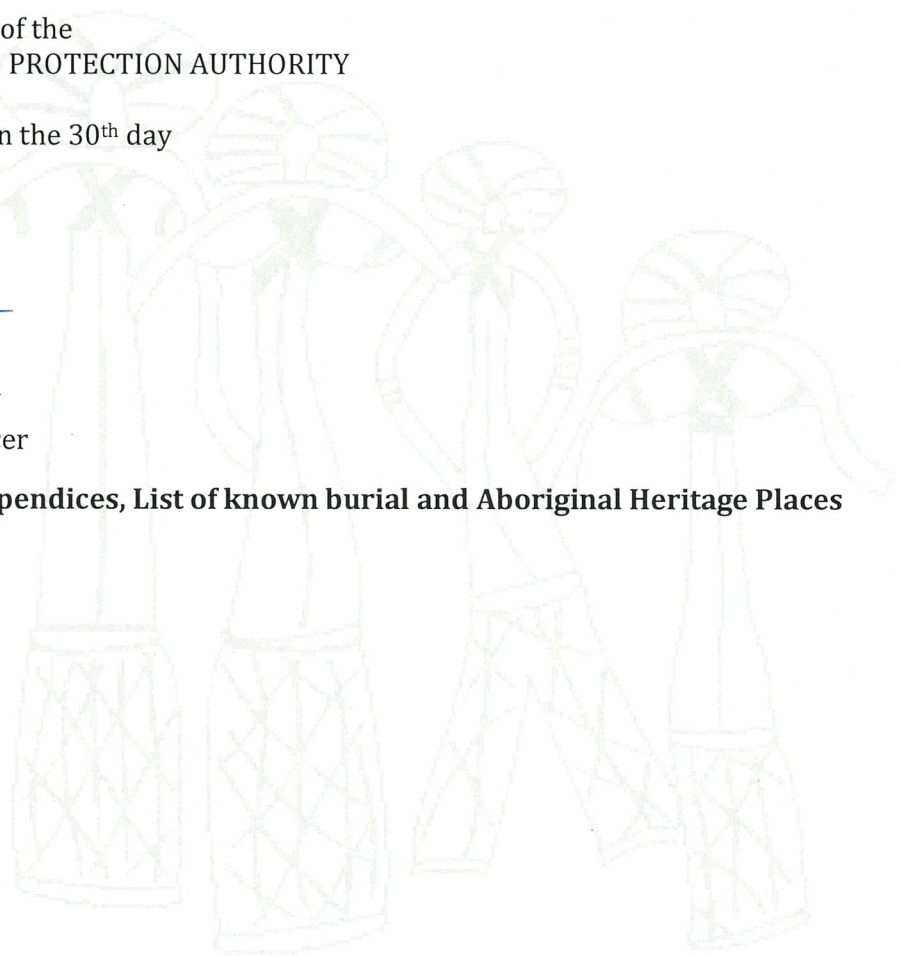 of the
PROTECTION AUTHORITY
n the 30th day
er
pendices, List of known burial and Aboriginal Heritage Places